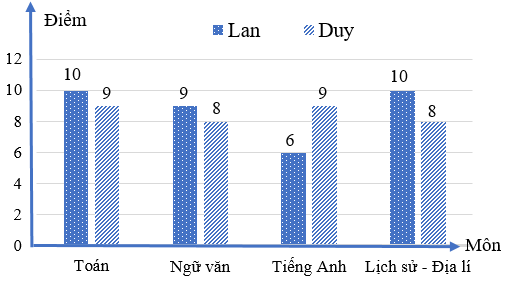 Điểm
Lan Duy
12
10
8
6
4
2
0
10 9 9 8 6 9 10 8
Môn
Toán Ngữ văn Tiếng Anh Lịch sử - Địa lí